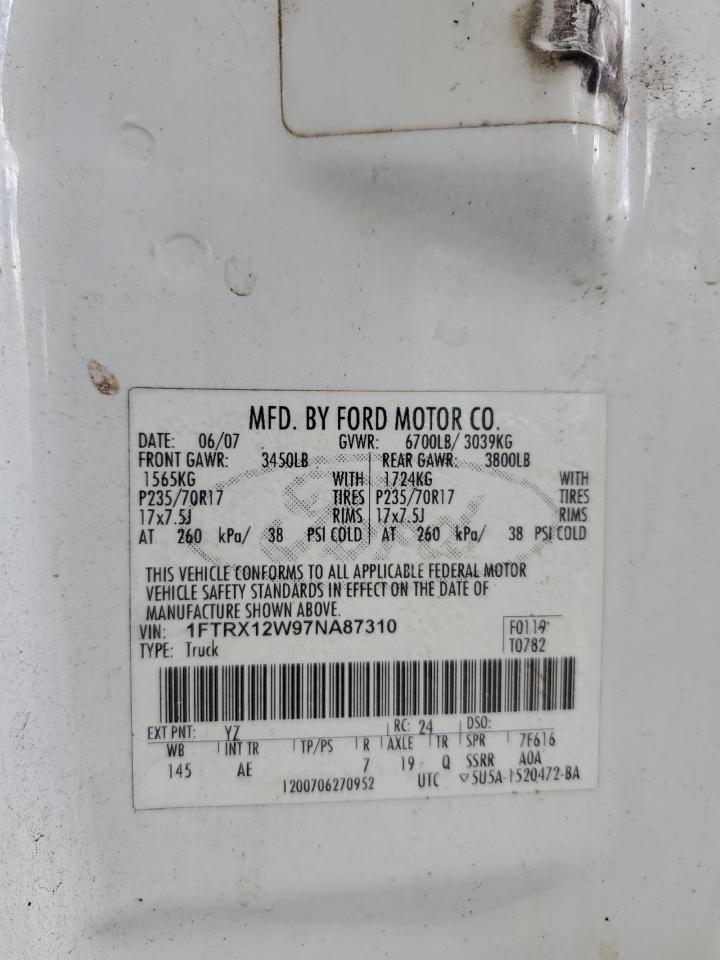 MFD. BY FORD MOTOR CO.
DATE: 06/07 GVWR: 6700LB/ 3039KG
FRONT GAWR: 3450LB REAR GAWR: 3800LB
1565KG WITH 1724KG WITH
P235/70R17 TIRES P235/70R17 TIRES
17x7.5J RIMS 17x7.5J RIMS
AT 260 kPa/ 38 PSI COLD AT 260 kPa/ 38 PSI COLD
Ford
THIS VEHICLE CONFORMS TO ALL APPLICABLE FEDERAL MOTOR
VEHICLE SAFETY STANDARDS IN EFFECT ON THE DATE OF
MANUFACTURE SHOWN ABOVE.
VIN: 1FTRX12W97NA87310 F0119
TYPE: Truck T0782
EXT PNT: YZ RC: 24 DSO:
WB INT TR TP/PS R AXLE TR SPR 7F616
145 AE 7 19 Q SSRR A0A
1200706270952 UTC ▽5U5A-1520472-BA